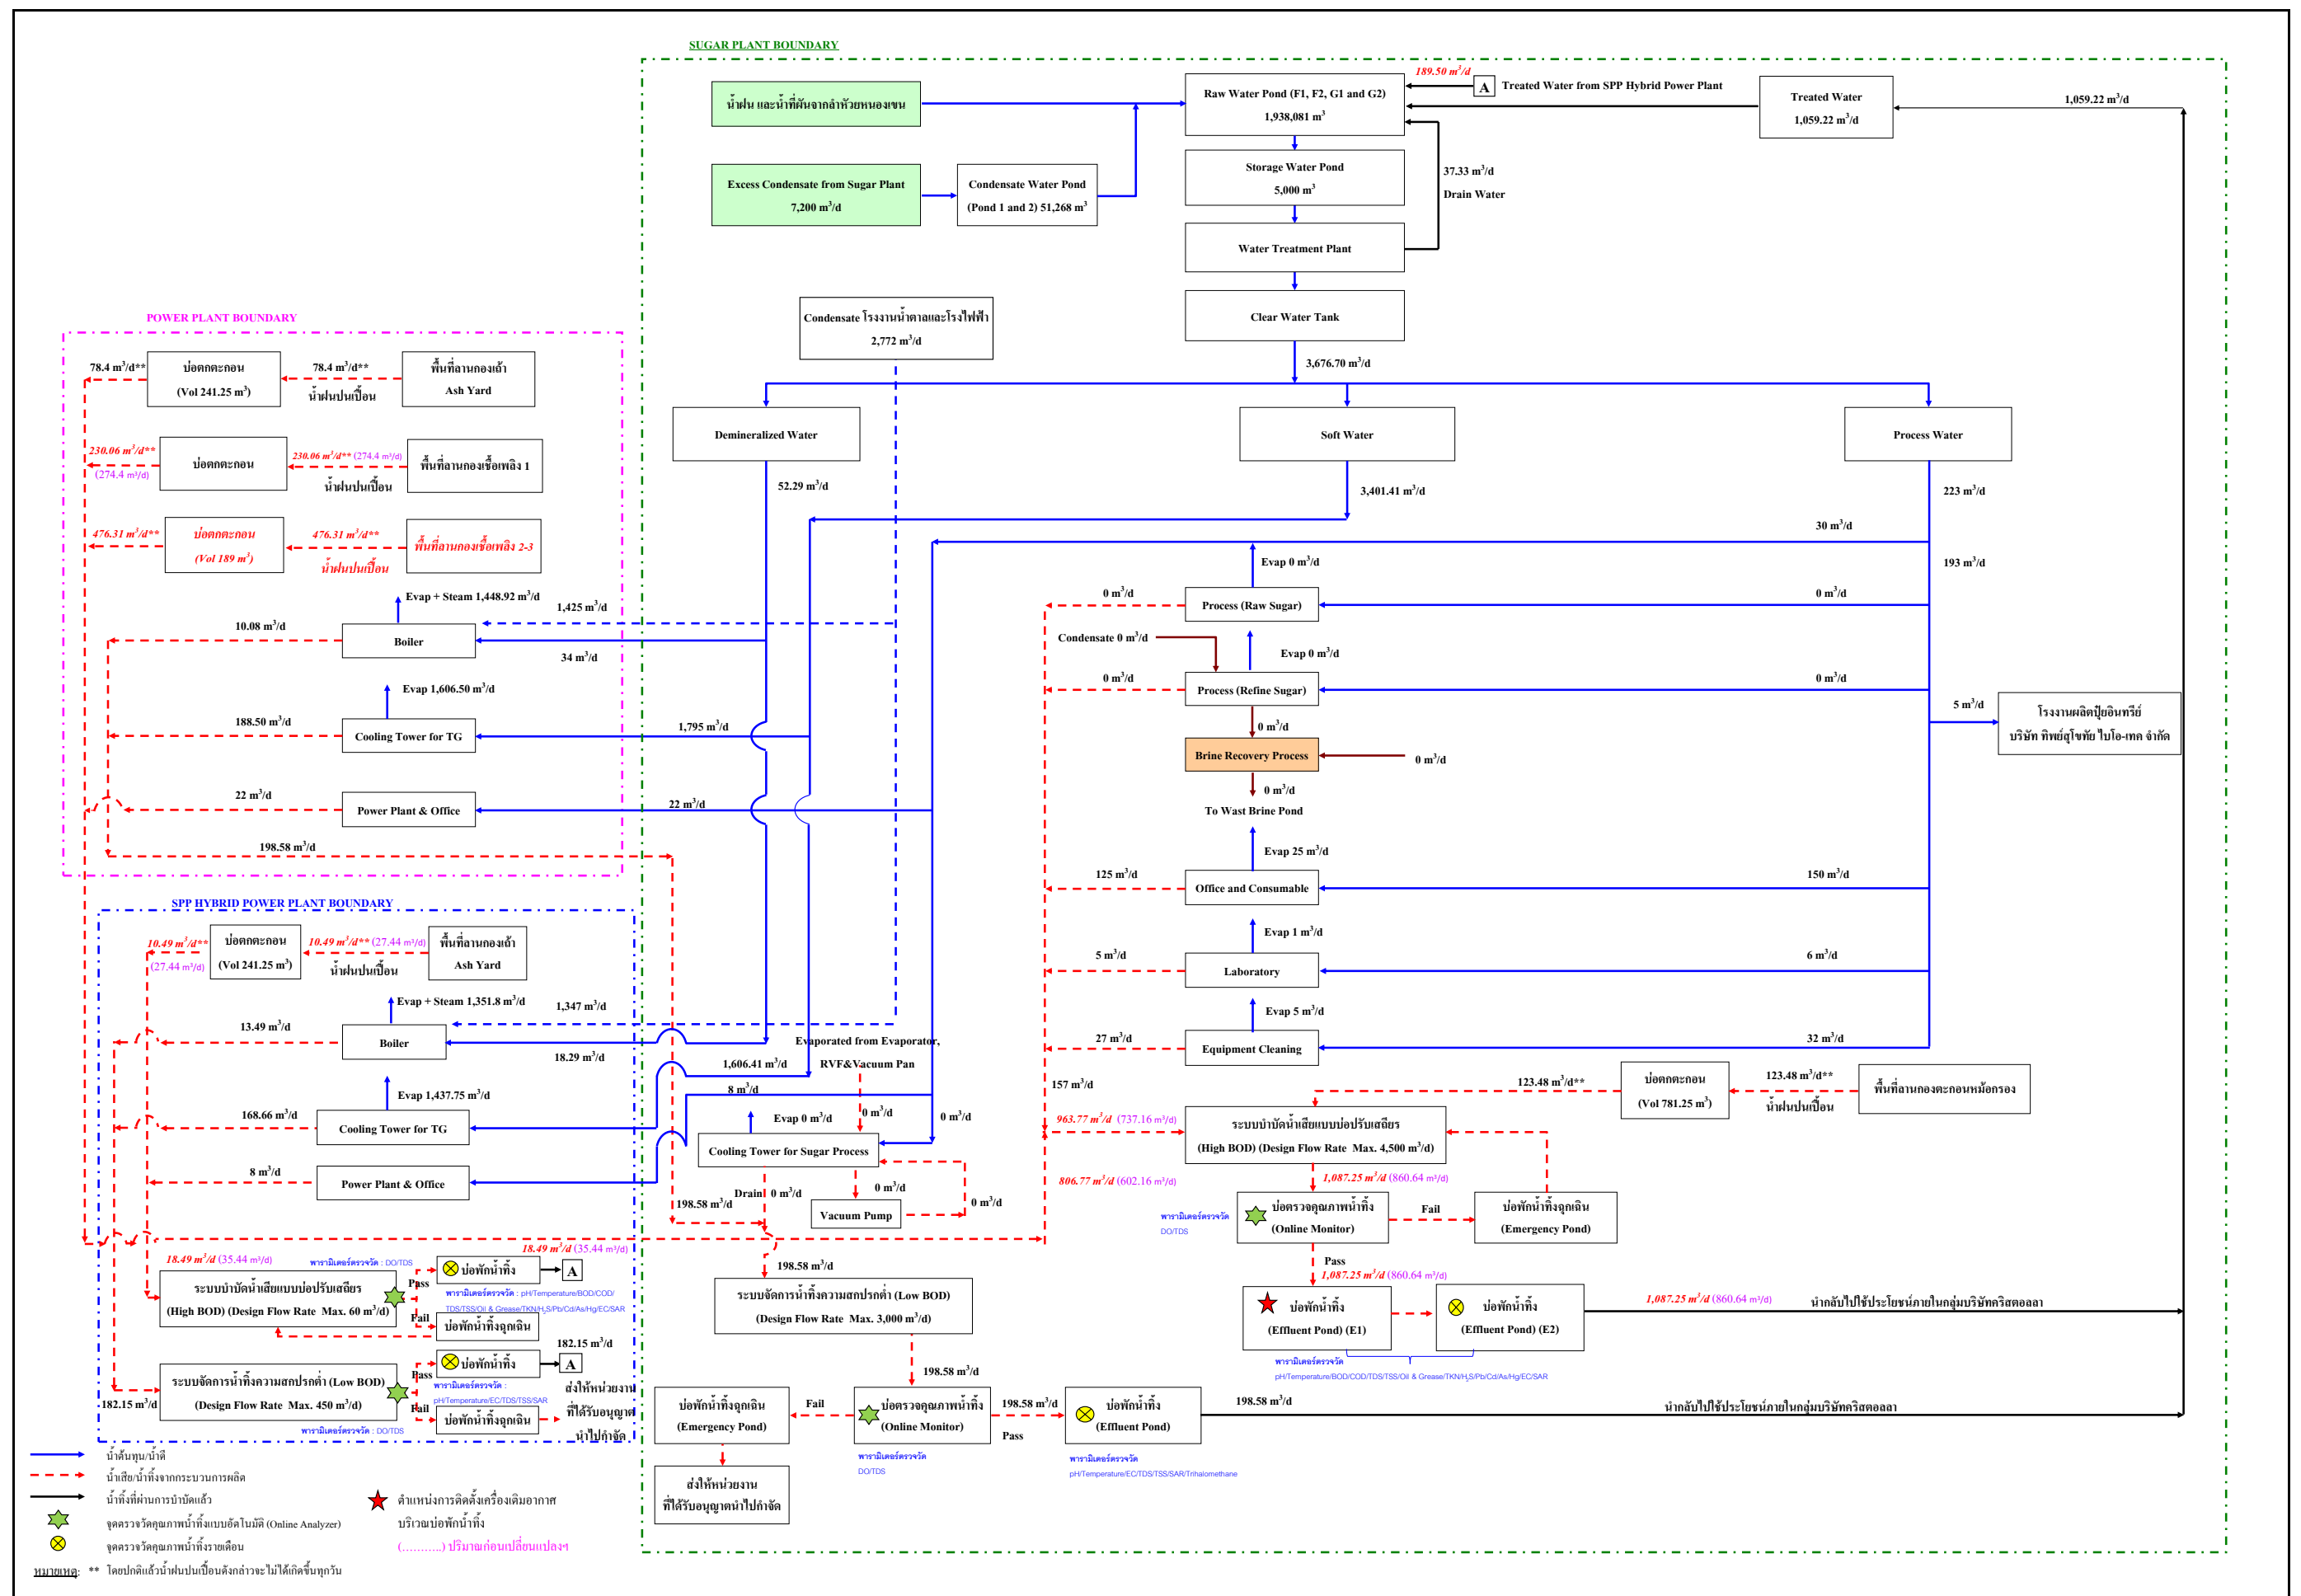 SUGAR PLANT BOUNDARY
น้ำฝน และน้ำที่ผันจากลำห้วยหนองเขน
Raw Water Pond (F1, F2, G1 and G2)
1,938,081 m³
189.50 m³/d
A
Treated Water from SPP Hybrid Power Plant
Treated Water
1,059.22 m³/d
1,059.22 m³/d
Excess Condensate from Sugar Plant
7,200 m³/d
Condensate Water Pond
(Pond 1 and 2) 51,268 m³
Storage Water Pond
5,000 m³
37.33 m³/d
Drain Water
Water Treatment Plant
Clear Water Tank
Condensate โรงงานน้ำตาลและโรงไฟฟ้า
2,772 m³/d
3,676.70 m³/d
Demineralized Water
Soft Water
Process Water
52.29 m³/d
3,401.41 m³/d
223 m³/d
30 m³/d
193 m³/d
POWER PLANT BOUNDARY
78.4 m³/d**
บ่อตกตะกอน
(Vol 241.25 m³)
78.4 m³/d**
น้ำฝนปนเปื้อน
พื้นที่ลานกองเถ้า
Ash Yard
230.06 m³/d**
(274.4 m³/d)
บ่อตกตะกอน
230.06 m³/d** (274.4 m³/d)
น้ำฝนปนเปื้อน
พื้นที่ลานกองเชื้อเพลิง 1
476.31 m³/d**
บ่อตกตะกอน
(Vol 189 m³)
476.31 m³/d**
น้ำฝนปนเปื้อน
พื้นที่ลานกองเชื้อเพลิง 2-3
Evap + Steam 1,448.92 m³/d
1,425 m³/d
10.08 m³/d
Boiler
34 m³/d
Evap 1,606.50 m³/d
188.50 m³/d
Cooling Tower for TG
1,795 m³/d
22 m³/d
Power Plant & Office
22 m³/d
198.58 m³/d
Evap 0 m³/d
0 m³/d
Process (Raw Sugar)
0 m³/d
Condensate 0 m³/d
Evap 0 m³/d
0 m³/d
Process (Refine Sugar)
0 m³/d
0 m³/d
Brine Recovery Process
0 m³/d
0 m³/d
To Wast Brine Pond
5 m³/d
โรงงานผลิตปุ๋ยอินทรีย์
บริษัท ทิพย์สุโขทัย ไบโอ-เทค จำกัด
Evap 25 m³/d
125 m³/d
Office and Consumable
150 m³/d
Evap 1 m³/d
5 m³/d
Laboratory
6 m³/d
Evap 5 m³/d
27 m³/d
Equipment Cleaning
32 m³/d
157 m³/d
SPP HYBRID POWER PLANT BOUNDARY
10.49 m³/d**
(27.44 m³/d)
บ่อตกตะกอน
(Vol 241.25 m³)
10.49 m³/d** (27.44 m³/d)
น้ำฝนปนเปื้อน
พื้นที่ลานกองเถ้า
Ash Yard
Evap + Steam 1,351.8 m³/d
1,347 m³/d
13.49 m³/d
Boiler
18.29 m³/d
Evap 1,437.75 m³/d
168.66 m³/d
Cooling Tower for TG
1,606.41 m³/d
8 m³/d
8 m³/d
Power Plant & Office
Evaporated from Evaporator,
RVF&Vacuum Pan
Evap 0 m³/d
0 m³/d
0 m³/d
Cooling Tower for Sugar Process
Drain
0 m³/d
0 m³/d
0 m³/d
Vacuum Pump
198.58 m³/d
198.58 m³/d
123.48 m³/d**
บ่อตกตะกอน
(Vol 781.25 m³)
123.48 m³/d**
น้ำฝนปนเปื้อน
พื้นที่ลานกองตะกอนหม้อกรอง
963.77 m³/d (737.16 m³/d)
ระบบบำบัดน้ำเสียแบบบ่อปรับเสถียร
(High BOD) (Design Flow Rate Max. 4,500 m³/d)
806.77 m³/d (602.16 m³/d)
1,087.25 m³/d (860.64 m³/d)
พารามิเตอร์ตรวจวัด
DO/TDS
บ่อตรวจคุณภาพน้ำทิ้ง
(Online Monitor)
Fail
บ่อพักน้ำทิ้งฉุกเฉิน
(Emergency Pond)
Pass
1,087.25 m³/d (860.64 m³/d)
บ่อพักน้ำทิ้ง
(Effluent Pond) (E1)
บ่อพักน้ำทิ้ง
(Effluent Pond) (E2)
1,087.25 m³/d (860.64 m³/d)
นำกลับไปใช้ประโยชน์ภายในกลุ่มบริษัทคริสตอลลา
พารามิเตอร์ตรวจวัด
pH/Temperature/BOD/COD/TDS/TSS/Oil & Grease/TKN/H₂S/Pb/Cd/As/Hg/EC/SAR
18.49 m³/d (35.44 m³/d)
พารามิเตอร์ตรวจวัด : DO/TDS
ระบบบำบัดน้ำเสียแบบบ่อปรับเสถียร
(High BOD) (Design Flow Rate Max. 60 m³/d)
Pass
Fail
18.49 m³/d (35.44 m³/d)
บ่อพักน้ำทิ้ง
A
พารามิเตอร์ตรวจวัด : pH/Temperature/BOD/COD/
TDS/TSS/Oil & Grease/TKN/H₂S/Pb/Cd/As/Hg/EC/SAR
บ่อพักน้ำทิ้งฉุกเฉิน
182.15 m³/d
ระบบจัดการน้ำทิ้งความสกปรกต่ำ (Low BOD)
(Design Flow Rate Max. 450 m³/d)
182.15 m³/d
Pass
Fail
บ่อพักน้ำทิ้ง
A
พารามิเตอร์ตรวจวัด :
pH/Temperature/EC/TDS/TSS/SAR
บ่อพักน้ำทิ้งฉุกเฉิน
ส่งให้หน่วยงาน
ที่ได้รับอนุญาต
นำไปกำจัด
พารามิเตอร์ตรวจวัด : DO/TDS
ระบบจัดการน้ำทิ้งความสกปรกต่ำ (Low BOD)
(Design Flow Rate Max. 3,000 m³/d)
198.58 m³/d
บ่อพักน้ำทิ้งฉุกเฉิน
(Emergency Pond)
Fail
บ่อตรวจคุณภาพน้ำทิ้ง
(Online Monitor)
198.58 m³/d
Pass
บ่อพักน้ำทิ้ง
(Effluent Pond)
198.58 m³/d
นำกลับไปใช้ประโยชน์ภายในกลุ่มบริษัทคริสตอลลา
พารามิเตอร์ตรวจวัด
DO/TDS
พารามิเตอร์ตรวจวัด
pH/Temperature/EC/TDS/TSS/SAR/Trihalomethane
ส่งให้หน่วยงาน
ที่ได้รับอนุญาตนำไปกำจัด
น้ำต้นทุน/น้ำดี
น้ำเสีย/น้ำทิ้งจากกระบวนการผลิต
น้ำทิ้งที่ผ่านการบำบัดแล้ว
จุดตรวจวัดคุณภาพน้ำทิ้งแบบอัตโนมัติ (Online Analyzer)
จุดตรวจวัดคุณภาพน้ำทิ้งรายเดือน
ตำแหน่งการติดตั้งเครื่องเติมอากาศ
บริเวณบ่อพักน้ำทิ้ง
(...........) ปริมาณก่อนเปลี่ยนแปลงฯ
หมายเหตุ: ** โดยปกติแล้วน้ำฝนปนเปื้อนดังกล่าวจะไม่ได้เกิดขึ้นทุกวัน